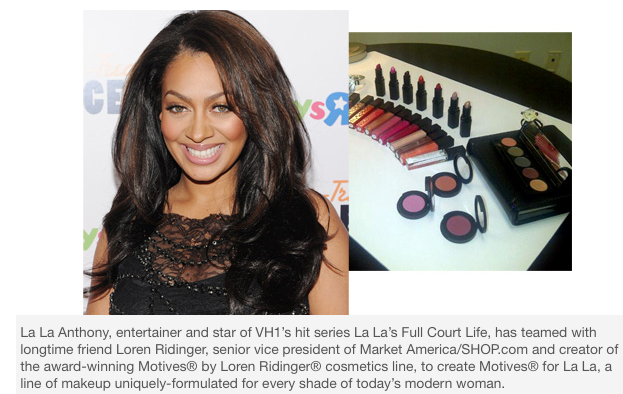 ys R
La La Anthony, entertainer and star of VH1's hit series La La's Full Court Life, has teamed with
longtime friend Loren Ridinger, senior vice president of Market America/SHOP.com and creator of
the award-winning Motives® by Loren Ridinger® cosmetics line, to create Motives® for La La, a
line of makeup uniquely-formulated for every shade of today's modern woman.